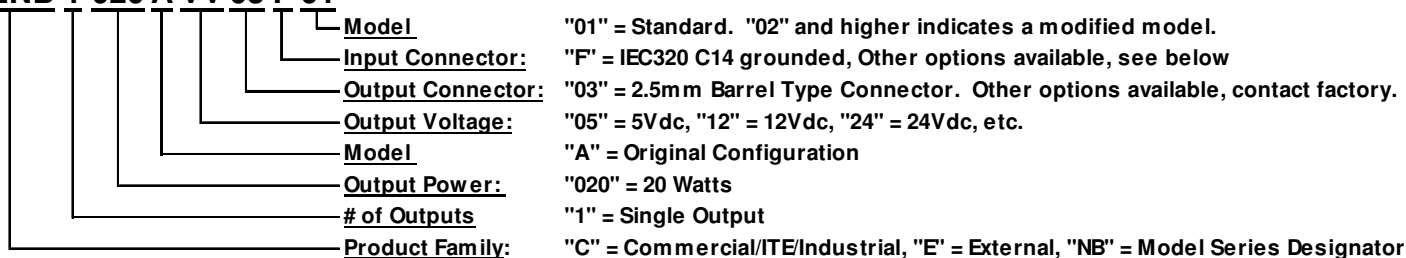 Model "01" = Standard. "02" and higher indicates a modified model.
Input Connector: "F" = IEC320 C14 grounded, Other options available, see below
Output Connector: "03" = 2.5mm Barrel Type Connector. Other options available, contact factory.
Output Voltage: "05" = 5Vdc, "12" = 12Vdc, "24" = 24Vdc, etc.
Model "A" = Original Configuration
Output Power: "020" = 20 Watts
# of Outputs "1" = Single Output
Product Family: "C" = Commercial/ITE/Industrial, "E" = External, "NB" = Model Series Designator